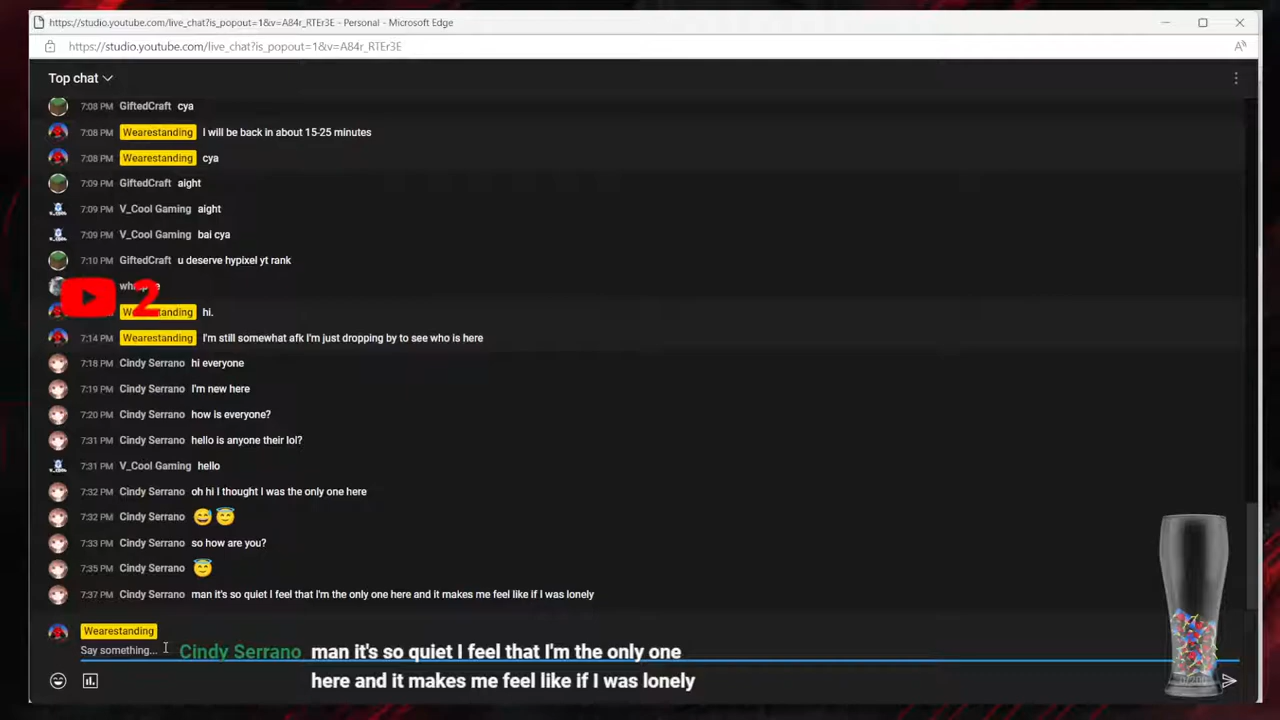 https://studio.youtube.com/live_chat?is_popout=1&v=A84r_RTEr3E - Personal - Microsoft Edge
https://studio.youtube.com/live_chat?is_popout=1&v=A84r_RTEr3E
Top chat
7:08 PM GiftedCraft cya
7:08 PM Wearestanding I will be back in about 15-25 minutes
7:08 PM Wearestanding cya
7:09 PM GiftedCraft aight
7:09 PM V_Cool Gaming aight
7:09 PM V_Cool Gaming bai cya
7:10 PM GiftedCraft u deserve hypixel yt rank
2
hi.
7:14 PM Wearestanding I'm still somewhat afk I'm just dropping by to see who is here
7:18 PM Cindy Serrano hi everyone
7:19 PM Cindy Serrano I'm new here
7:20 PM Cindy Serrano how is everyone?
7:31 PM Cindy Serrano hello is anyone their lol?
7:31 PM V_Cool Gaming hello
7:32 PM Cindy Serrano oh hi I thought I was the only one here
7:32 PM Cindy Serrano 😅 😇
7:33 PM Cindy Serrano so how are you?
7:35 PM Cindy Serrano 😇
7:37 PM Cindy Serrano man it's so quiet I feel that I'm the only one here and it makes me feel like if I was lonely
Wearestanding
Say something...
Cindy Serrano man it's so quiet I feel that I'm the only one
here and it makes me feel like if I was lonely